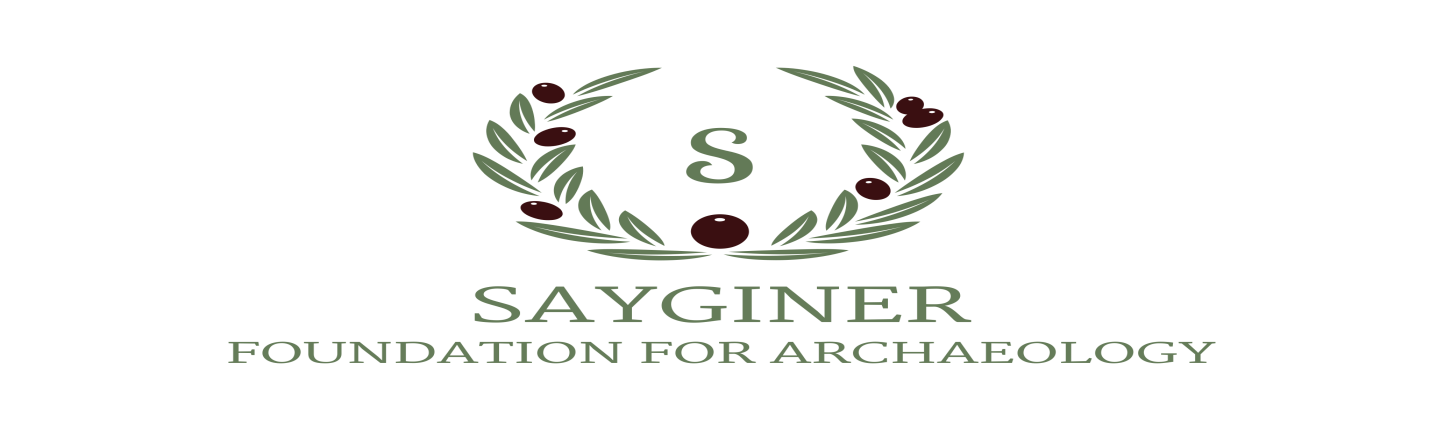 S
SAYGINER
FOUNDATION FOR ARCHAEOLOGY